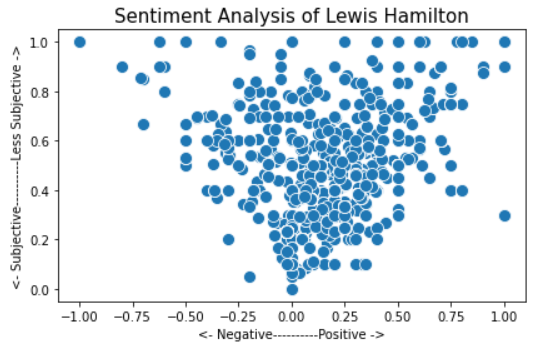 Sentiment Analysis of Lewis Hamilton
<- Subjective----------Less Subjective ->
1.0
0.8
0.6
0.4
0.2
0.0
−1.00 −0.75 −0.50 −0.25 0.00 0.25 0.50 0.75 1.00
<- Negative----------Positive ->